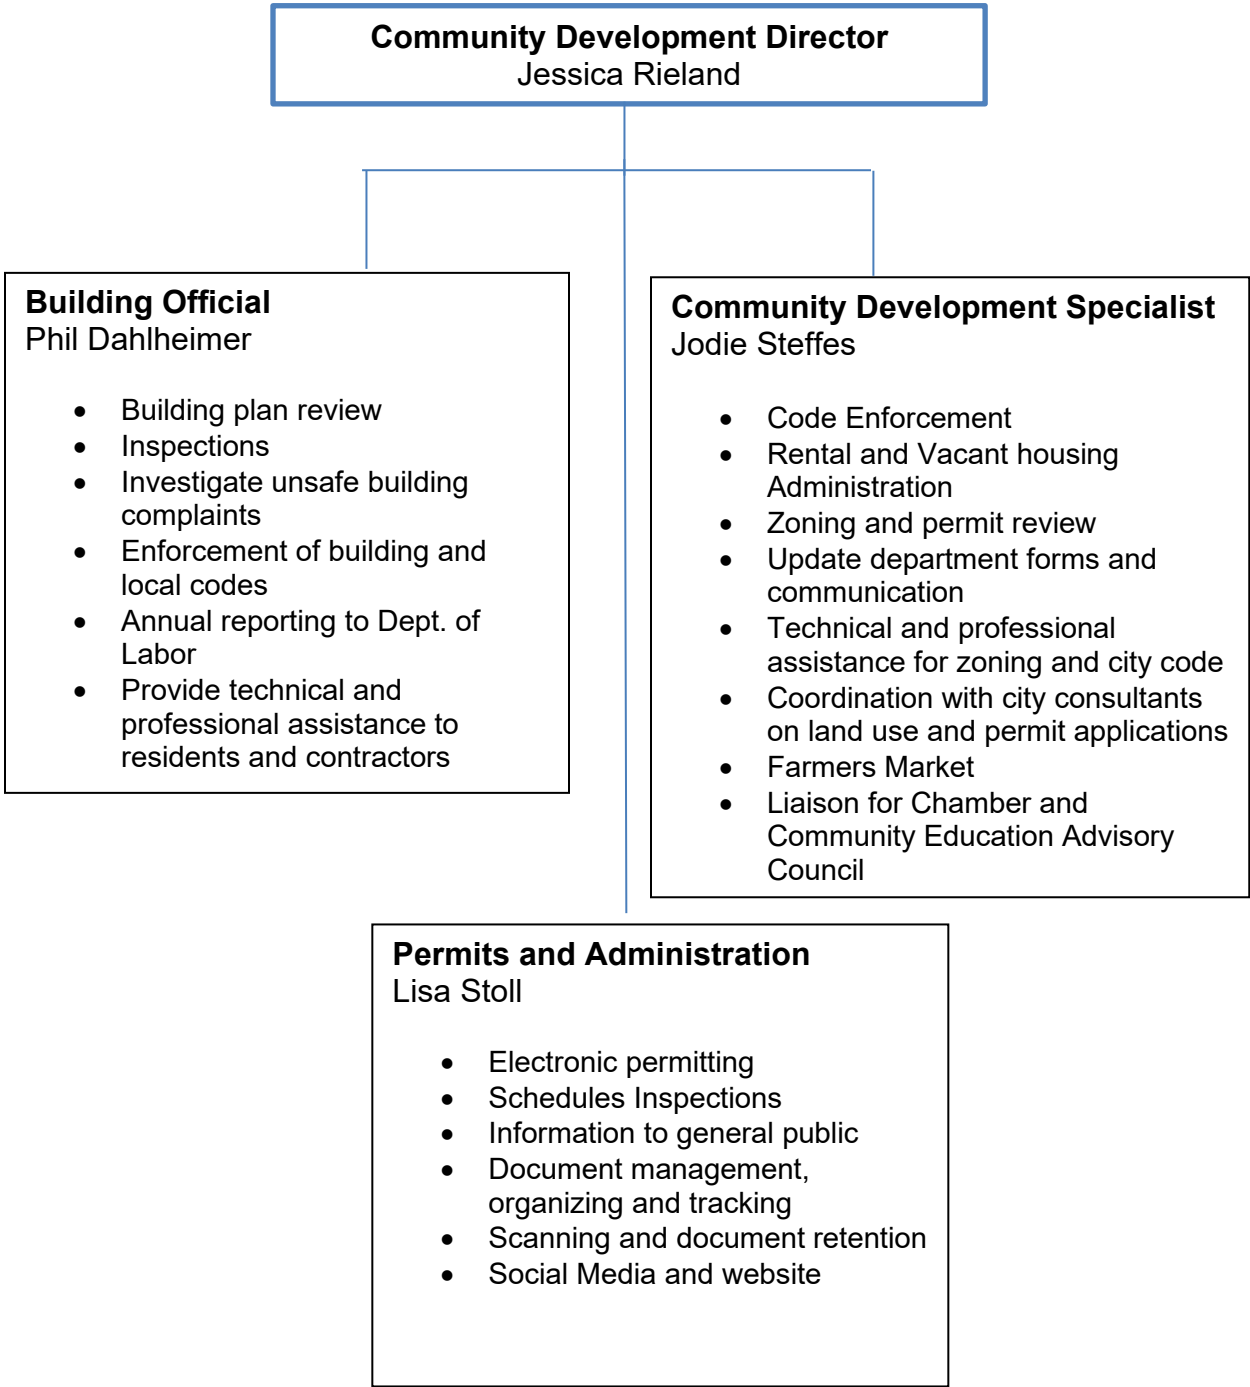 Community Development Director
Jessica Rieland
Building Official
Phil Dahlheimer
• Building plan review
• Inspections
• Investigate unsafe building
complaints
• Enforcement of building and
local codes
• Annual reporting to Dept. of
Labor
• Provide technical and
professional assistance to
residents and contractors
Community Development Specialist
Jodie Steffes
• Code Enforcement
• Rental and Vacant housing
Administration
• Zoning and permit review
• Update department forms and
communication
• Technical and professional
assistance for zoning and city code
• Coordination with city consultants
on land use and permit applications
• Farmers Market
• Liaison for Chamber and
Community Education Advisory
Council
Permits and Administration
Lisa Stoll
• Electronic permitting
• Schedules Inspections
• Information to general public
• Document management,
organizing and tracking
• Scanning and document retention
• Social Media and website